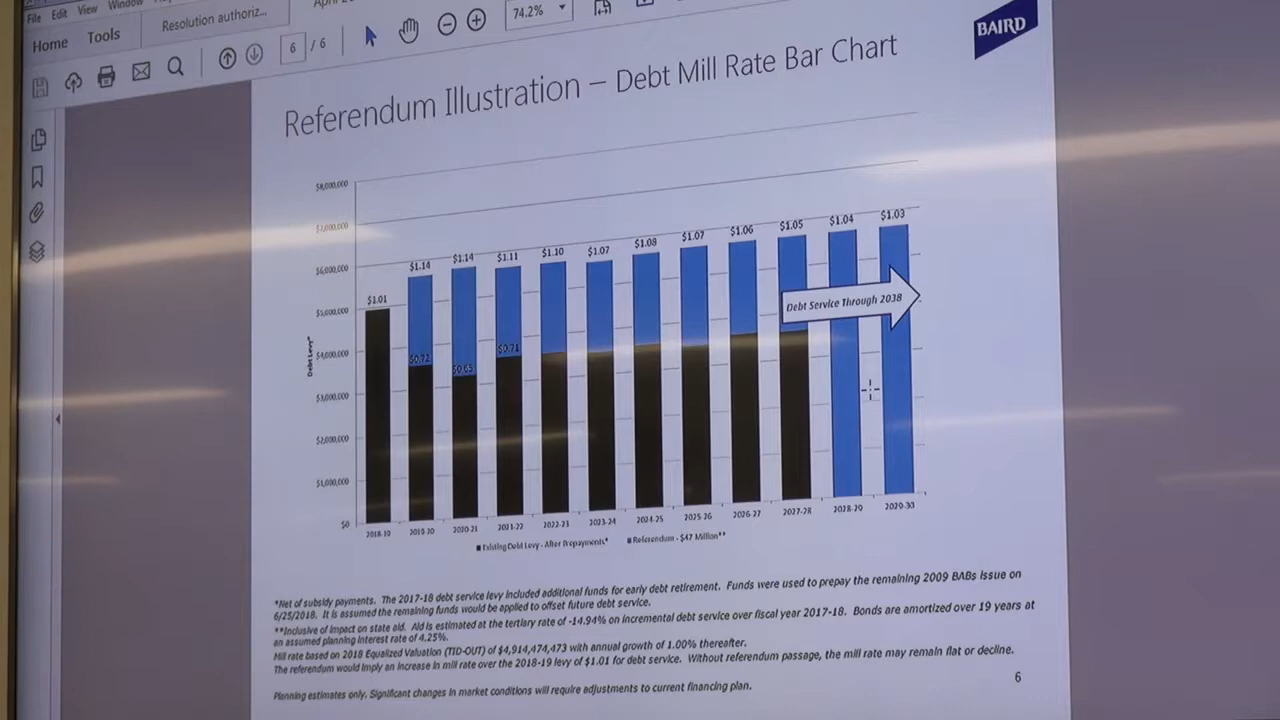 File Edit View Window
Home Tools Resolution authoriz...
6 / 6 74.2%
BAIRD
Referendum Illustration – Debt Mill Rate Bar Chart
$8,000,000
$7,000,000
$6,000,000
$5,000,000
$4,000,000
$3,000,000
$2,000,000
$1,000,000
$0
Debt Levy*
$1.01
$1.14
$1.14
$1.11
$1.10
$1.07
$1.08
$1.07
$1.06
$1.05
$1.04
$1.03
$0.72
$0.65
$0.71
Debt Service Through 2038
2018-19 2019-20 2020-21 2021-22 2022-23 2023-24 2024-25 2025-26 2026-27 2027-28 2028-29 2029-30
Existing Debt Levy - After Prepayments* Referendum - $47 Million**
*Net of subsidy payments. The 2017-18 debt service levy included additional funds for early debt retirement. Funds were used to prepay the remaining 2009 BABs issue on
6/25/2018. It is assumed the remaining funds would be applied to offset future debt service.
**Inclusive of impact on state aid. Aid is estimated at the tertiary rate of -14.94% on incremental debt service over fiscal year 2017-18. Bonds are amortized over 19 years at
an assumed planning interest rate of 4.25%.
Mill rate based on 2018 Equalized Valuation (TID-OUT) of $4,914,474,473 with annual growth of 1.00% thereafter.
The referendum would imply an increase in mill rate over the 2018-19 levy of $1.01 for debt service. Without referendum passage, the mill rate may remain flat or decline.
Planning estimates only. Significant changes in market conditions will require adjustments to current financing plan.
6